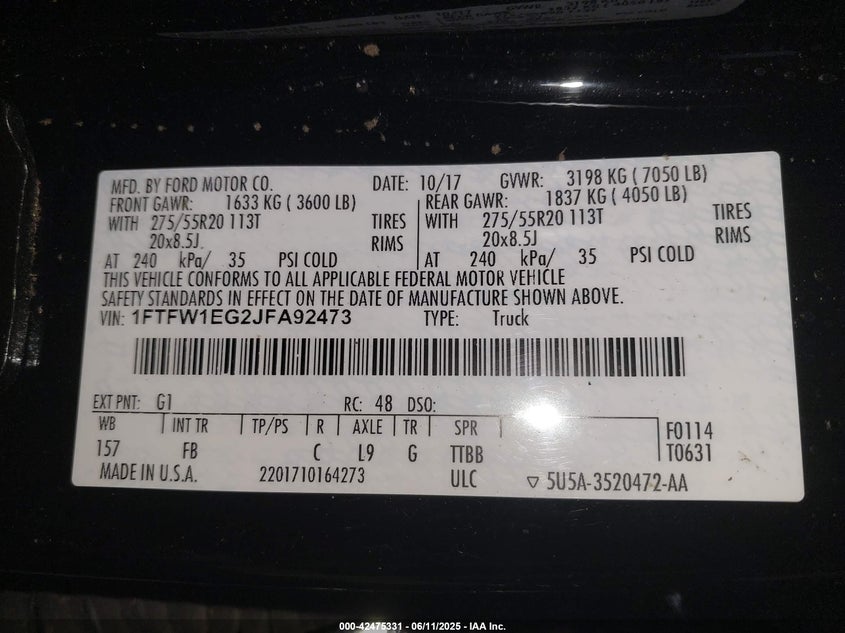 MFD. BY FORD MOTOR CO. DATE: 10/17 GVWR: 3198 KG ( 7050 LB)
FRONT GAWR: 1633 KG ( 3600 LB) REAR GAWR: 1837 KG ( 4050 LB)
WITH 275/55R20 113T TIRES WITH 275/55R20 113T TIRES
20x8.5J RIMS 20x8.5J RIMS
AT 240 kPa/ 35 PSI COLD AT 240 kPa/ 35 PSI COLD
THIS VEHICLE CONFORMS TO ALL APPLICABLE FEDERAL MOTOR VEHICLE
SAFETY STANDARDS IN EFFECT ON THE DATE OF MANUFACTURE SHOWN ABOVE.
VIN: 1FTFW1EG2JFA92473 TYPE: Truck
EXT PNT: G1 RC: 48 DSO:
WB INT TR TP/PS R AXLE TR SPR F0114
157 FB C L9 G TTBB T0631
MADE IN U.S.A. 2201710164273 ULC ▽ 5U5A-3520472-AA
000-42475331 - 06/11/2025 - IAA Inc.